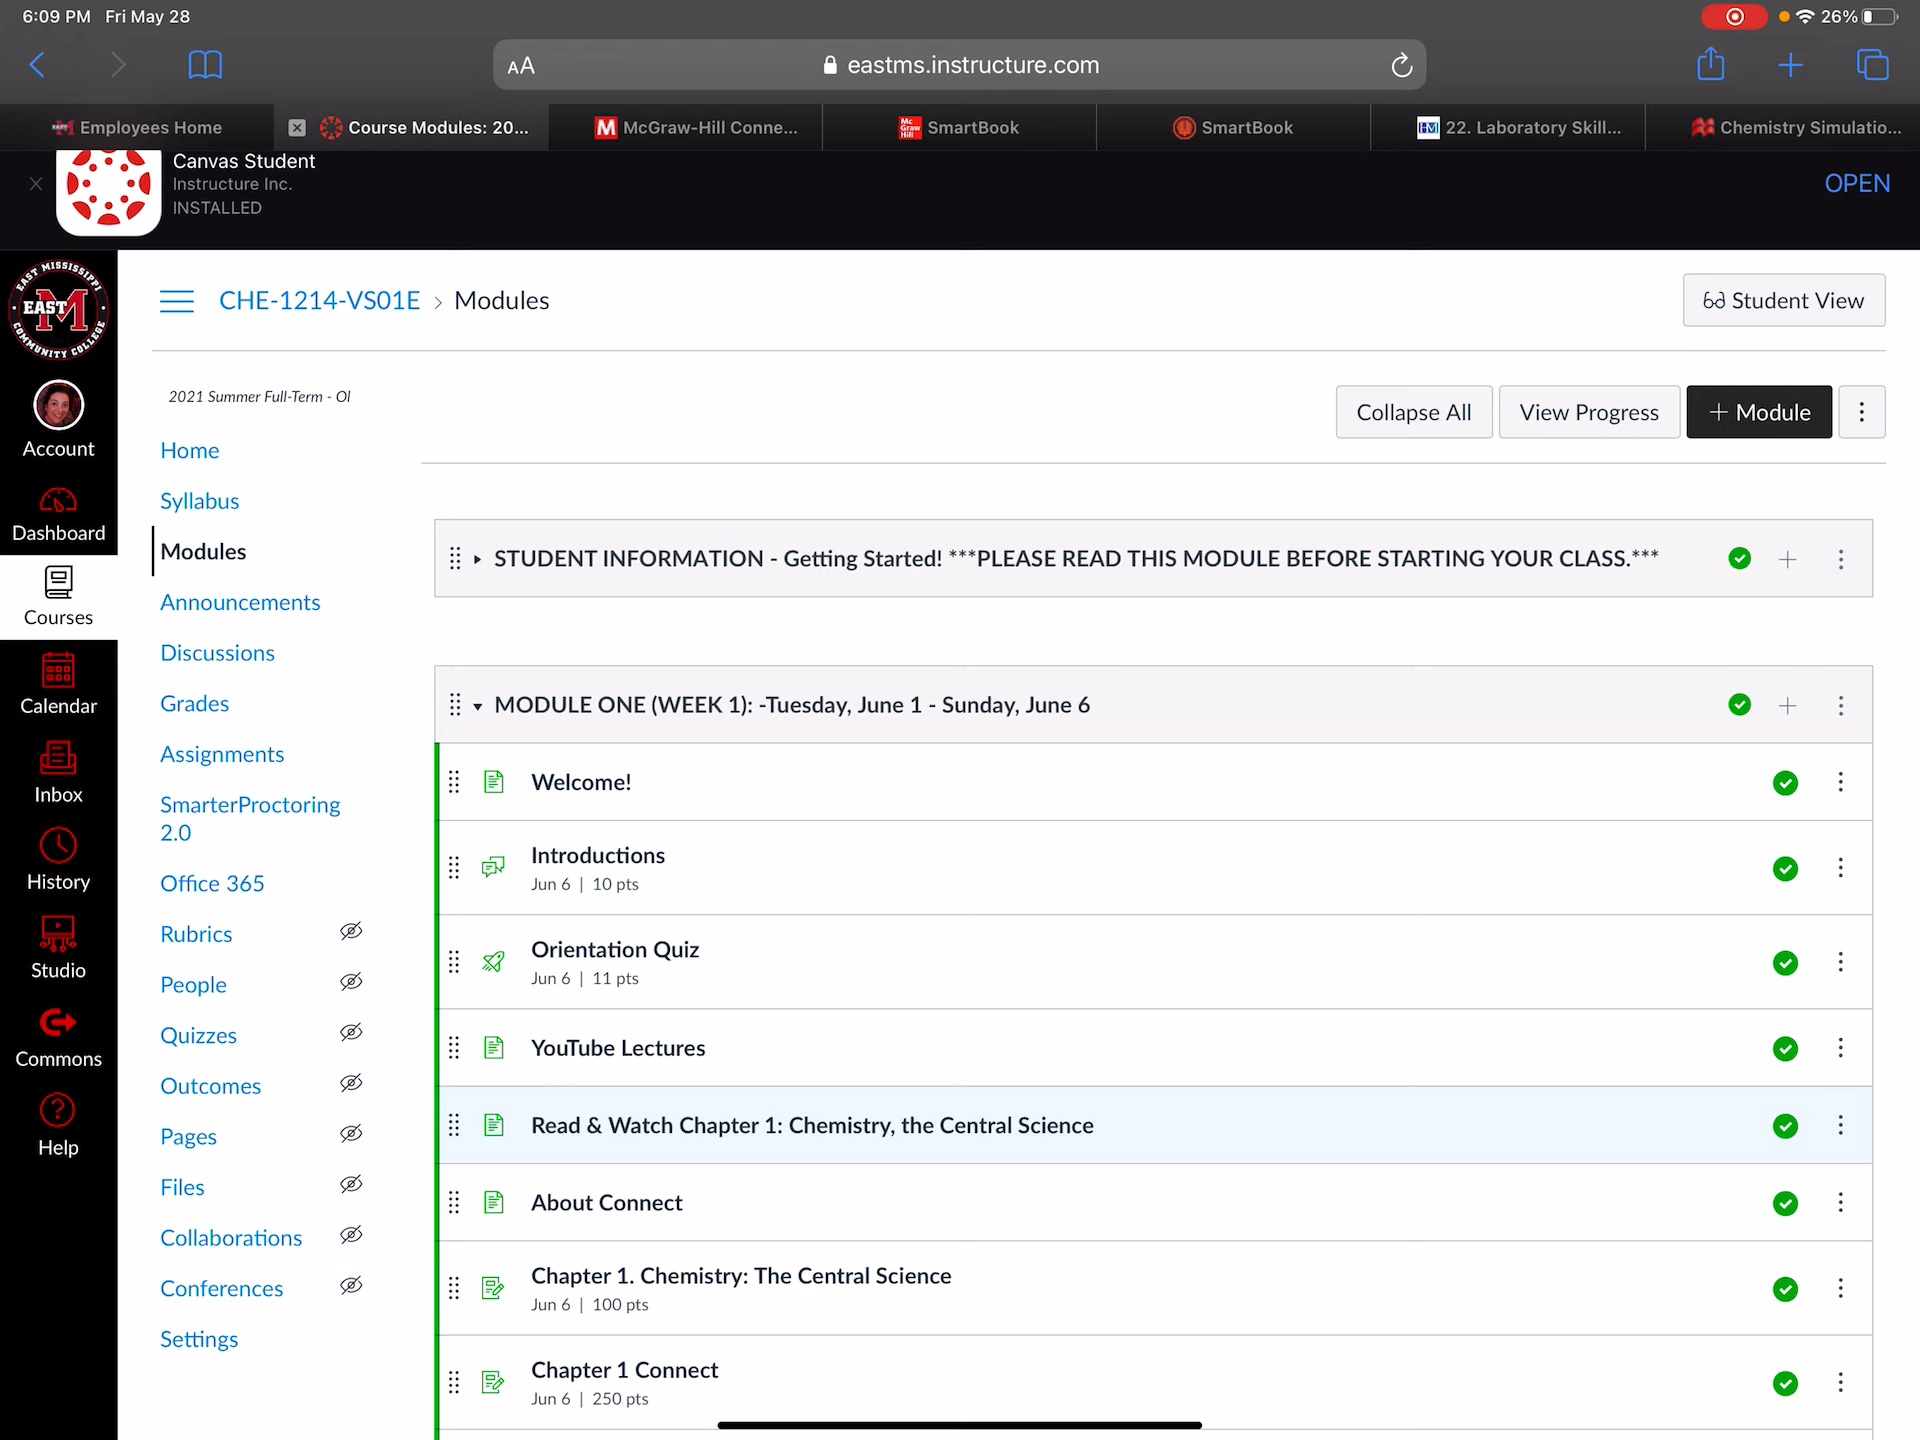 6:09 PM Fri May 28
26%
AA
eastms.instructure.com
Employees Home
Course Modules: 20...
McGraw-Hill Conne...
SmartBook
SmartBook
22. Laboratory Skill...
Chemistry Simulatio...
Canvas Student
Instructure Inc.
INSTALLED
OPEN
EAST MISSISSIPPI
EAST M
COMMUNITY COLLEGE
Account
Dashboard
Courses
Calendar
Inbox
History
Studio
Commons
Help
CHE-1214-VS01E > Modules
Student View
2021 Summer Full-Term - Ol
Home
Syllabus
Modules
Announcements
Discussions
Grades
Assignments
SmarterProctoring
2.0
Office 365
Rubrics
People
Quizzes
Outcomes
Pages
Files
Collaborations
Conferences
Settings
Collapse All
View Progress
+ Module
STUDENT INFORMATION - Getting Started! ***PLEASE READ THIS MODULE BEFORE STARTING YOUR CLASS.***
MODULE ONE (WEEK 1): -Tuesday, June 1 - Sunday, June 6
Welcome!
Introductions
Jun 6 | 10 pts
Orientation Quiz
Jun 6 | 11 pts
YouTube Lectures
Read & Watch Chapter 1: Chemistry, the Central Science
About Connect
Chapter 1. Chemistry: The Central Science
Jun 6 | 100 pts
Chapter 1 Connect
Jun 6 | 250 pts